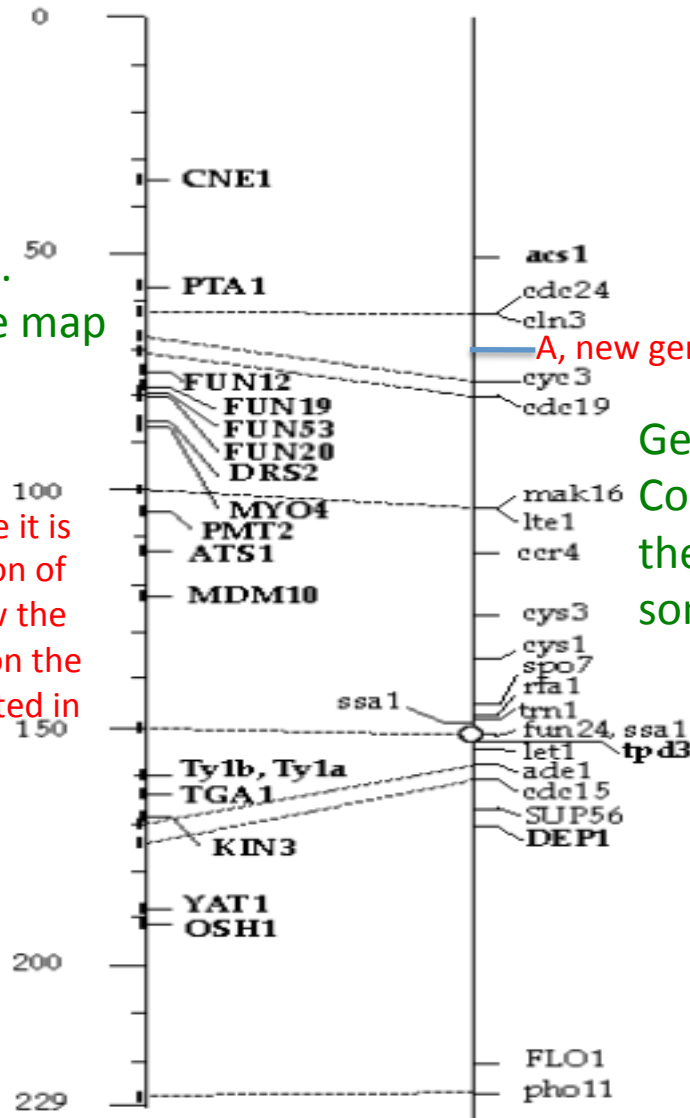 0
CNE1
50
acs1
.
PTA1
cdc24
e map
cln3
A, new ger
FUN12
cyc3
FUN19
cdc19
FUN53
FUN20
Ge
DRS2
100
mak16
Co
MYO4
lte1
e it is
PMT2
ATS1
ccr4
the
on of
MDM10
cys3
sor
w the
cys1
on the
spo7
rfa1
ted in
ssa1
trn1
150
fun24, ssa1
let1
tpd3
Ty1b, Ty1a
ade1
TGA1
cdc15
SUP56
KIN3
DEP1
YAT1
OSH1
200
FLO1
pho11
229